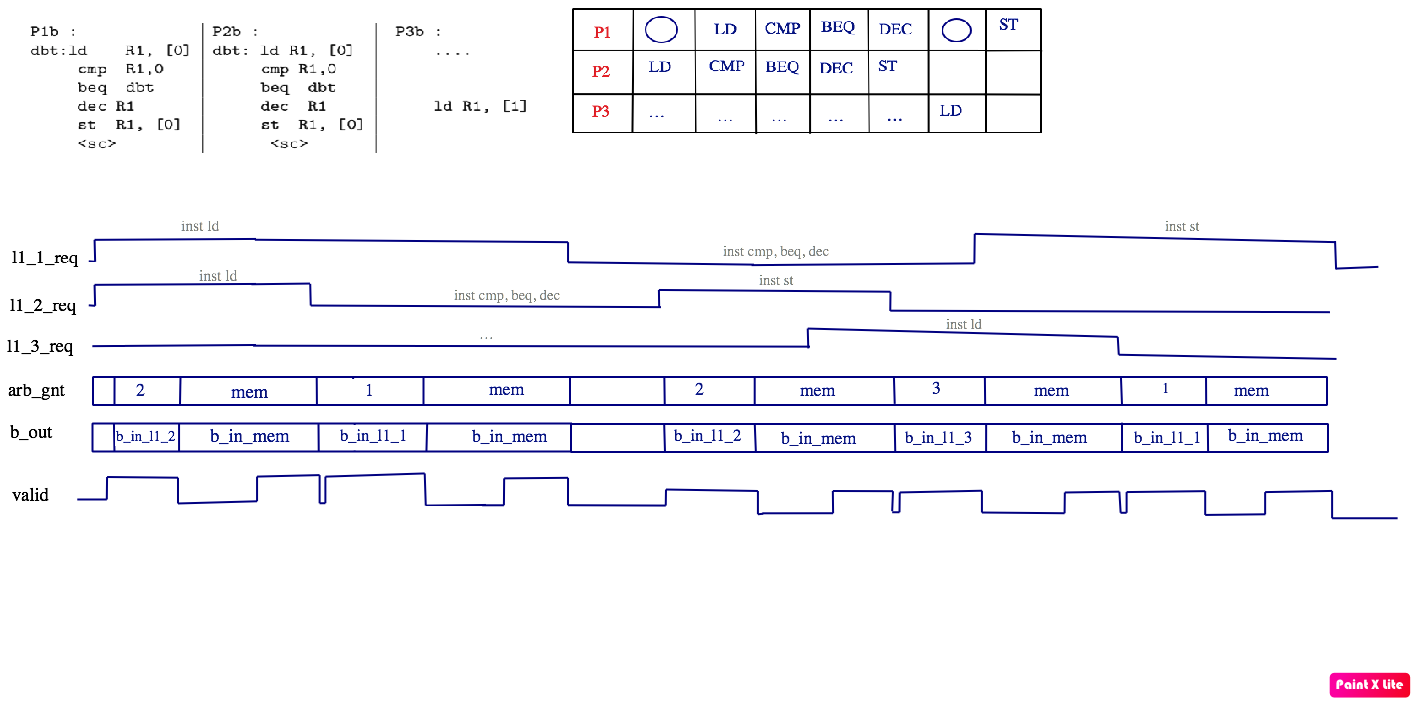 P1b :
dbt:ld R1, [0]
cmp R1,0
beq dbt
dec R1
st R1, [0]
<sc>
P2b :
dbt: ld R1, [0]
cmp R1,0
beq dbt
dec R1
st R1, [0]
<sc>
P3b :
....
ld R1, [1]
P1 LD CMP BEQ DEC ST
P2 LD CMP BEQ DEC ST
P3 ... ... ... ... ... LD
l1_1_req inst ld inst cmp, beq, dec inst st
l1_2_req inst ld inst cmp, beq, dec inst st
l1_3_req ... inst ld
arb_gnt 2 mem 1 mem 2 mem 3 mem 1 mem
b_out b_in_l1_2 b_in_mem b_in_l1_1 b_in_mem b_in_l1_2 b_in_mem b_in_l1_3 b_in_mem b_in_l1_1 b_in_mem
valid
Paint X lite